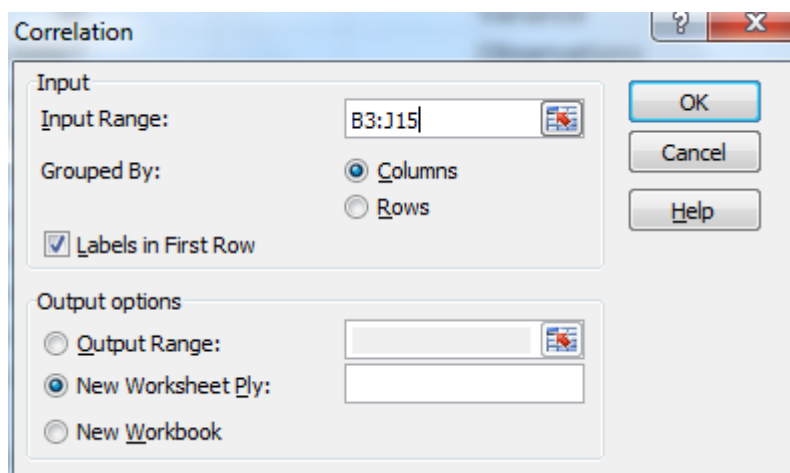 Correlation
?
X
Input
Input Range:
B3:J15
Grouped By:
Columns
Rows
Labels in First Row
OK
Cancel
Help
Output options
Output Range:
New Worksheet Ply:
New Workbook